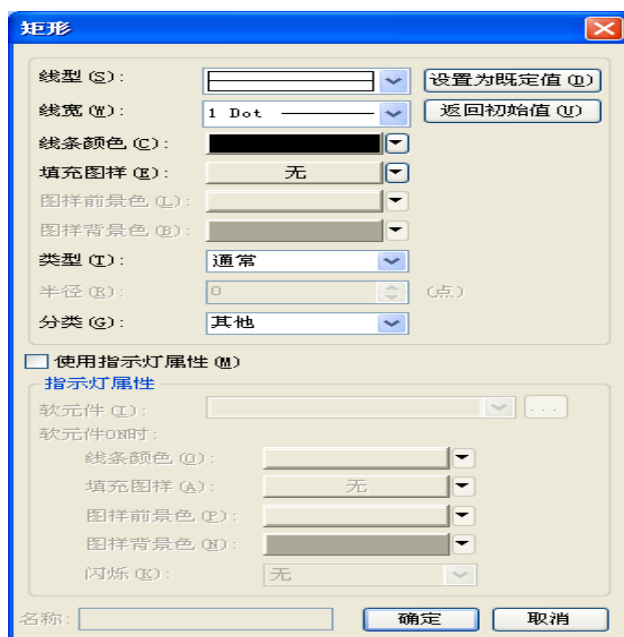 矩形
线型(S):
设置为既定值(D)
线宽(W): 1 Dot
返回初始值(U)
线条颜色(C):
填充图样(E): 无
图样前景色(L):
图样背景色(B):
类型(T): 通常
半径(R): 0 (点)
分类(G): 其他
使用指示灯属性(M)
指示灯属性
软元件(I): ...
软元件ON时:
线条颜色(O):
填充图样(A): 无
图样前景色(P):
图样背景色(N):
闪烁(K): 无
名称: 确定 取消